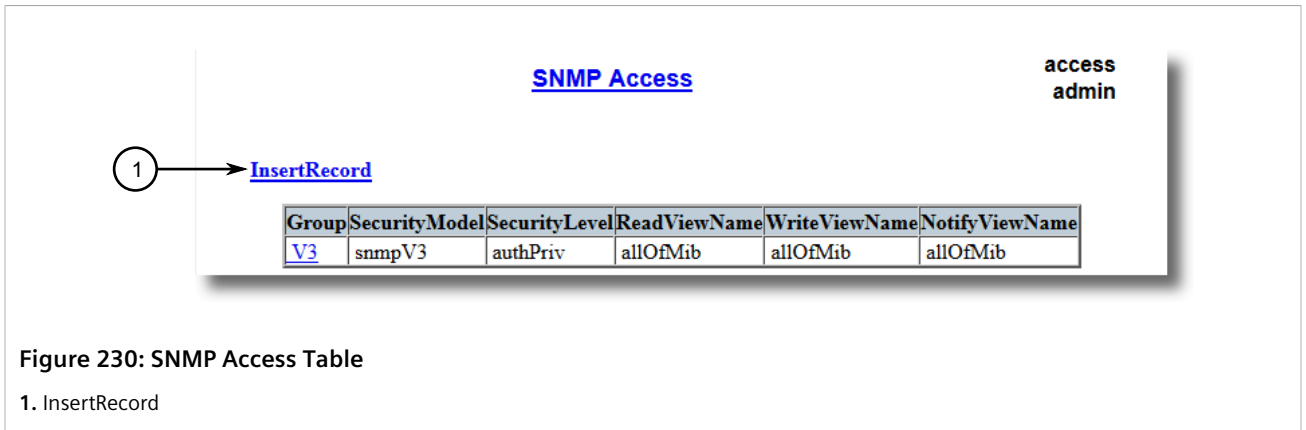 SNMP Access
access
admin
1
InsertRecord
Group SecurityModel SecurityLevel ReadViewName WriteViewName NotifyViewName
V3 snmpV3 authPriv allOfMib allOfMib allOfMib
Figure 230: SNMP Access Table
1. InsertRecord